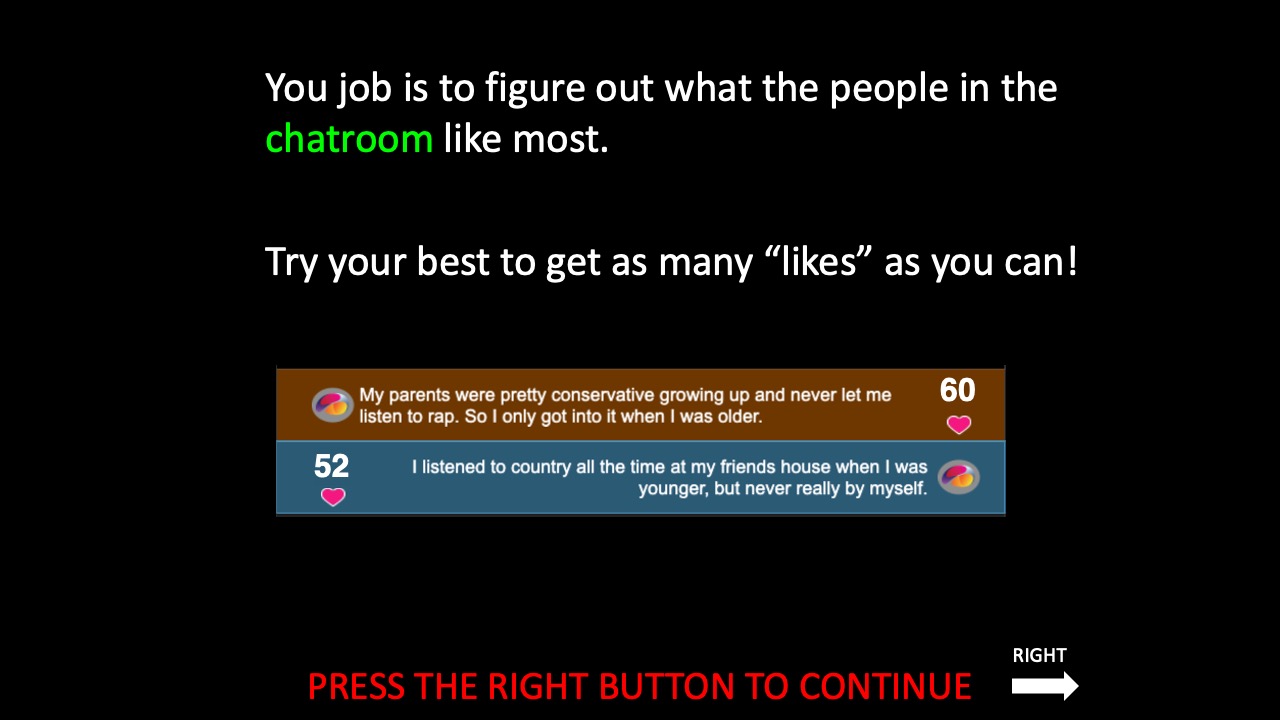 You job is to figure out what the people in the
chatroom like most.
Try your best to get as many “likes” as you can!
My parents were pretty conservative growing up and never let me
listen to rap. So I only got into it when I was older.
60
52
I listened to country all the time at my friends house when I was
younger, but never really by myself.
RIGHT
PRESS THE RIGHT BUTTON TO CONTINUE